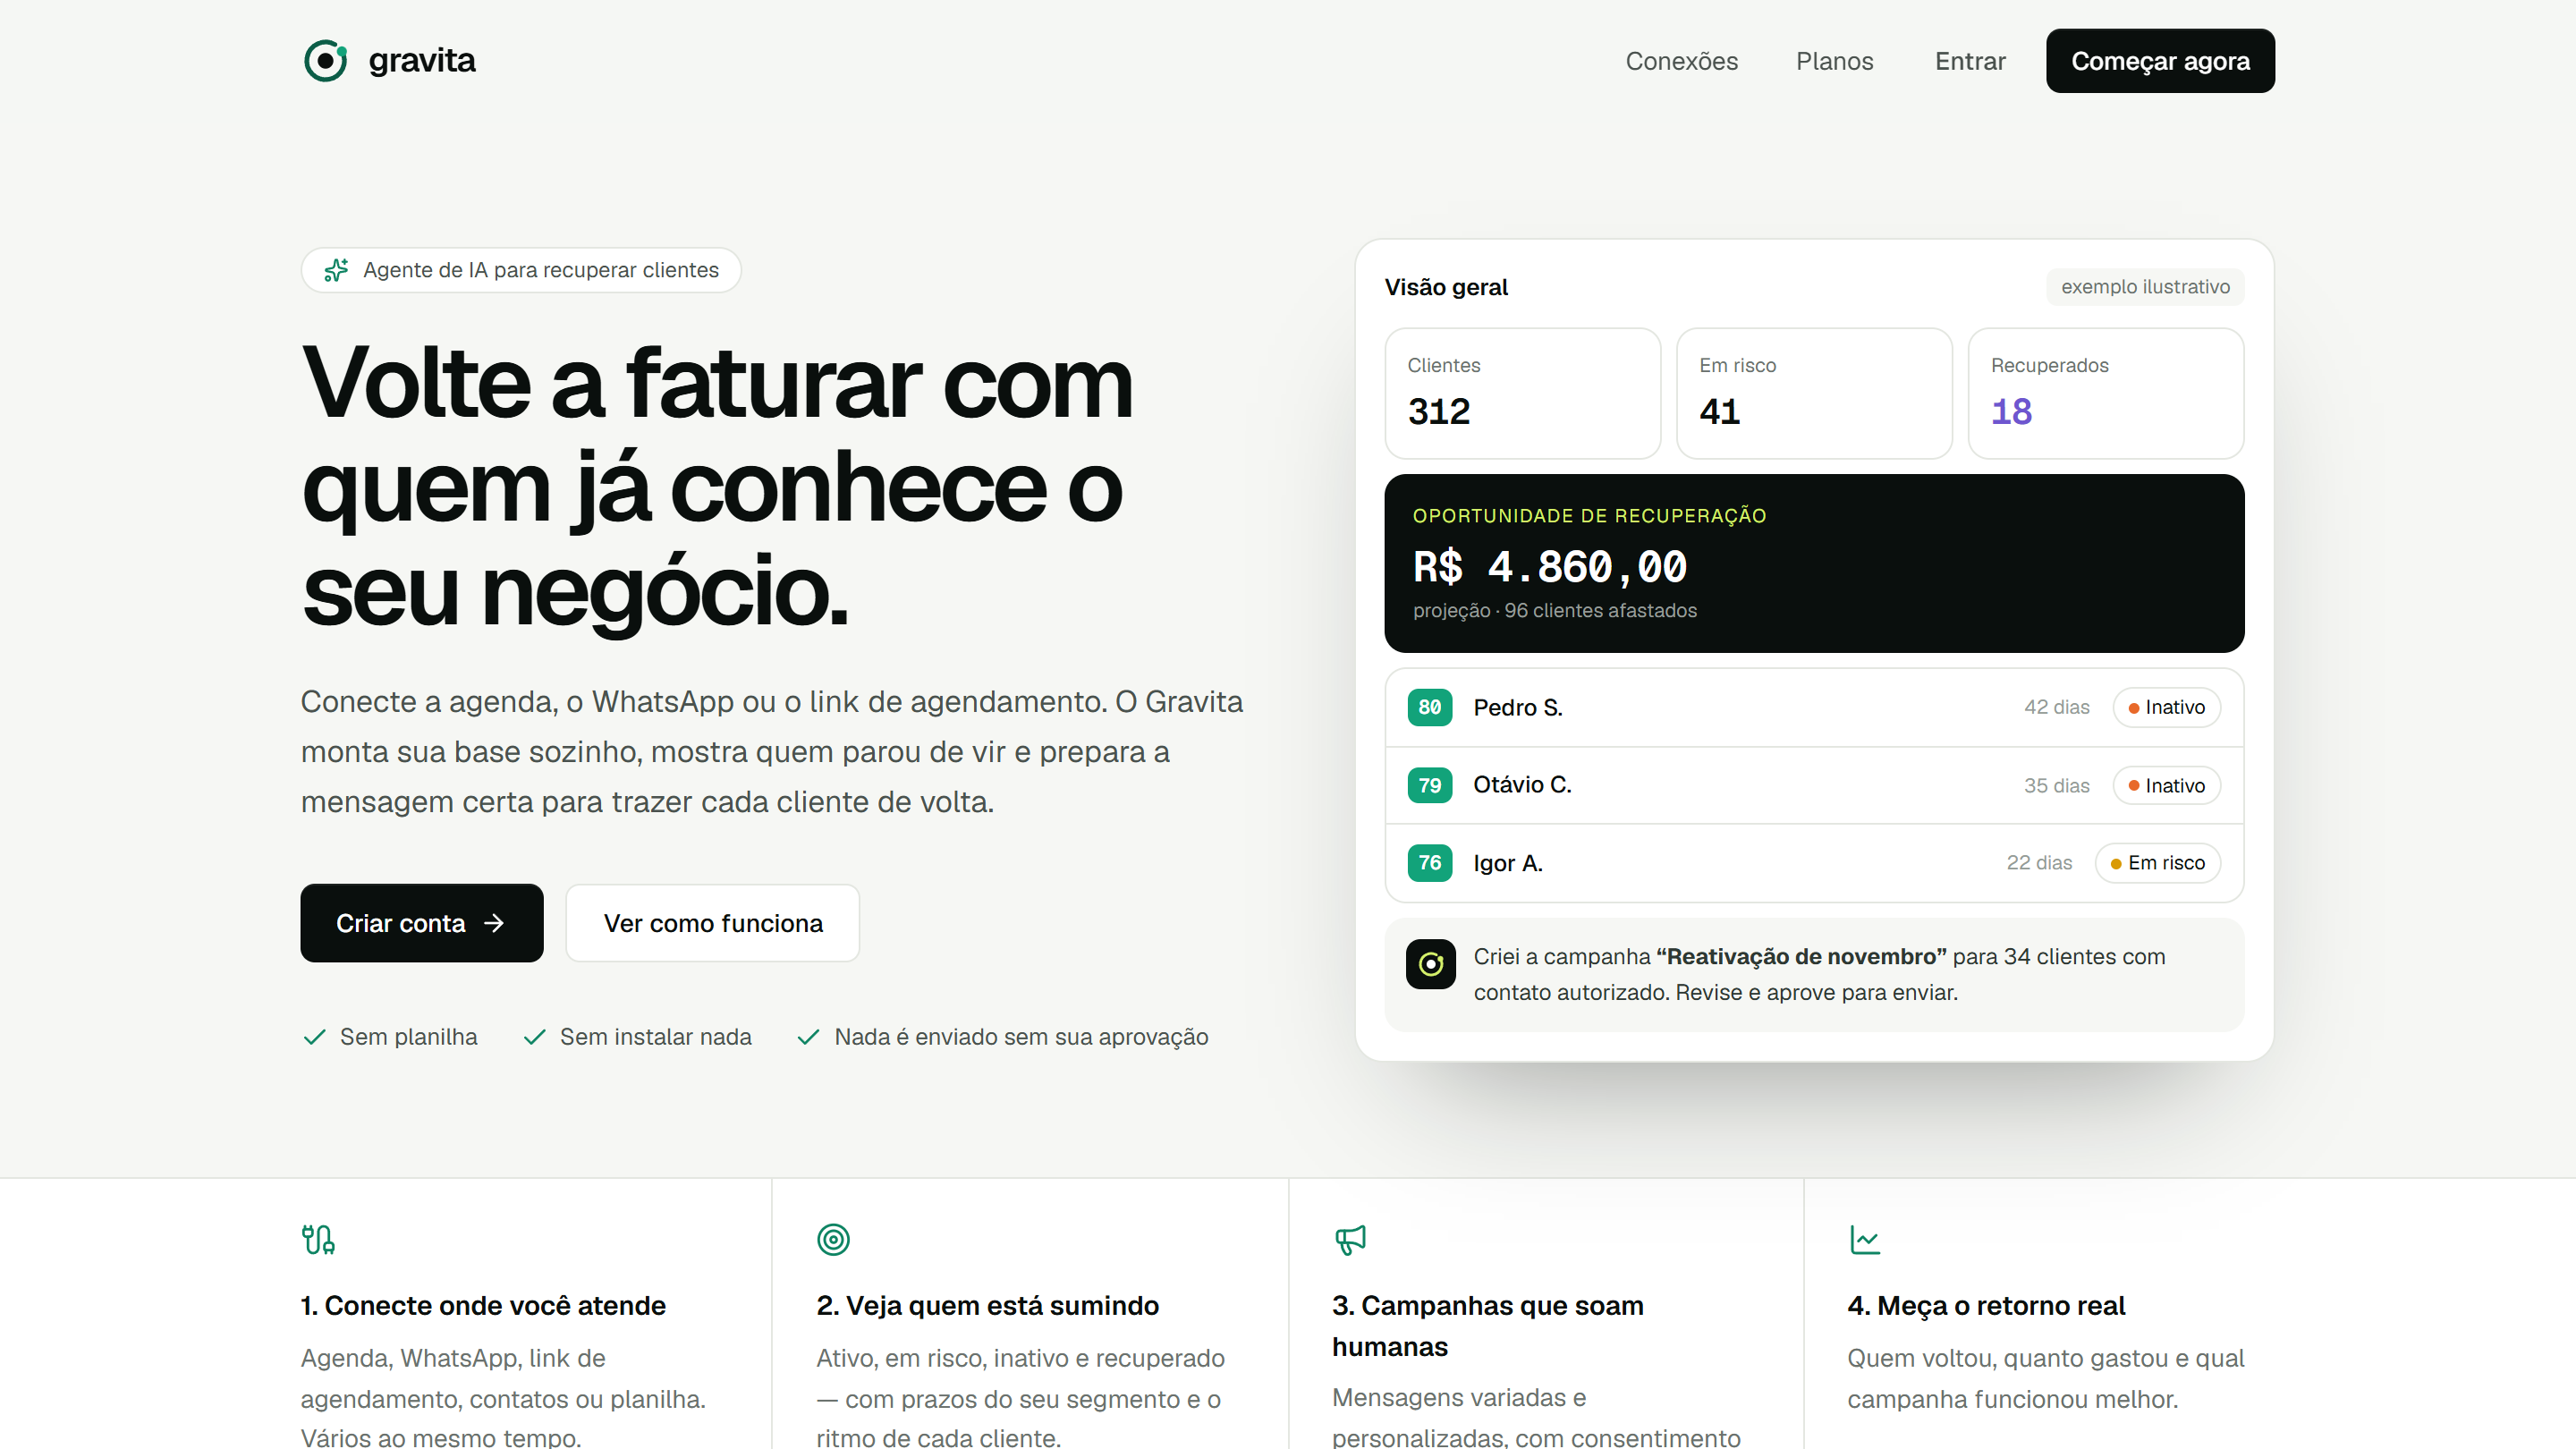 gravita
Conexões
Planos
Entrar
Começar agora
Agente de IA para recuperar clientes
Volte a faturar com
quem já conhece o
seu negócio.
Conecte a agenda, o WhatsApp ou o link de agendamento. O Gravita
monta sua base sozinho, mostra quem parou de vir e prepara a
mensagem certa para trazer cada cliente de volta.
Criar conta
Ver como funciona
Sem planilha
Sem instalar nada
Nada é enviado sem sua aprovação
Visão geral
exemplo ilustrativo
Clientes
312
Em risco
41
Recuperados
18
OPORTUNIDADE DE RECUPERAÇÃO
R$ 4.860,00
projeção · 96 clientes afastados
80 Pedro S. 42 dias Inativo
79 Otávio C. 35 dias Inativo
76 Igor A. 22 dias Em risco
Criei a campanha “Reativação de novembro” para 34 clientes com
contato autorizado. Revise e aprove para enviar.
1. Conecte onde você atende
Agenda, WhatsApp, link de
agendamento, contatos ou planilha.
Vários ao mesmo tempo.
2. Veja quem está sumindo
Ativo, em risco, inativo e recuperado
— com prazos do seu segmento e o
ritmo de cada cliente.
3. Campanhas que soam
humanas
Mensagens variadas e
personalizadas, com consentimento
4. Meça o retorno real
Quem voltou, quanto gastou e qual
campanha funcionou melhor.